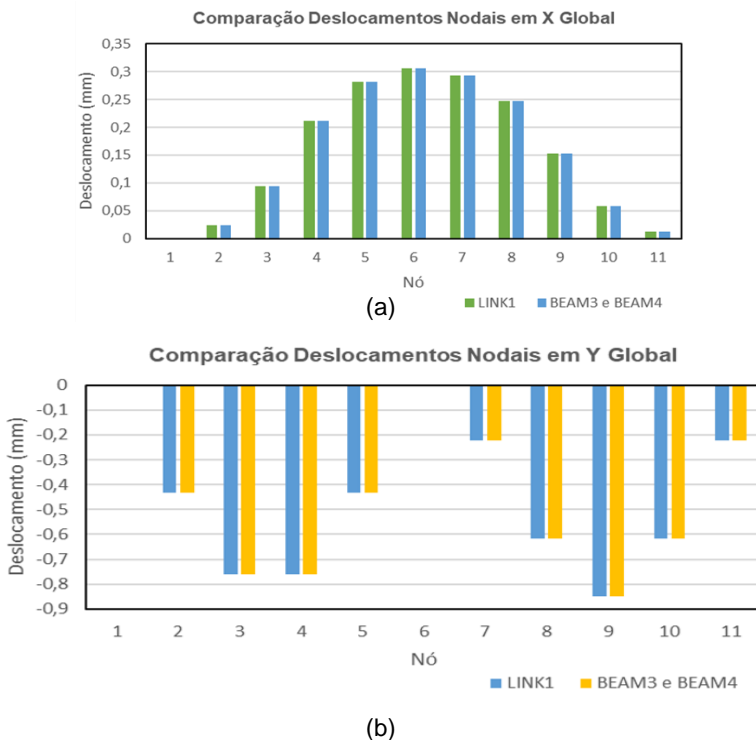 Comparação Deslocamentos Nodais em X Global
Deslocamento (mm)
0,35
0,3
0,25
0,2
0,15
0,1
0,05
0
1 2 3 4 5 6 7 8 9 10 11
Nó
LINK1 BEAM3 e BEAM4
(a)
Comparação Deslocamentos Nodais em Y Global
Deslocamento (mm)
0
-0,1
-0,2
-0,3
-0,4
-0,5
-0,6
-0,7
-0,8
-0,9
1 2 3 4 5 6 7 8 9 10 11
Nó
LINK1 BEAM3 e BEAM4
(b)